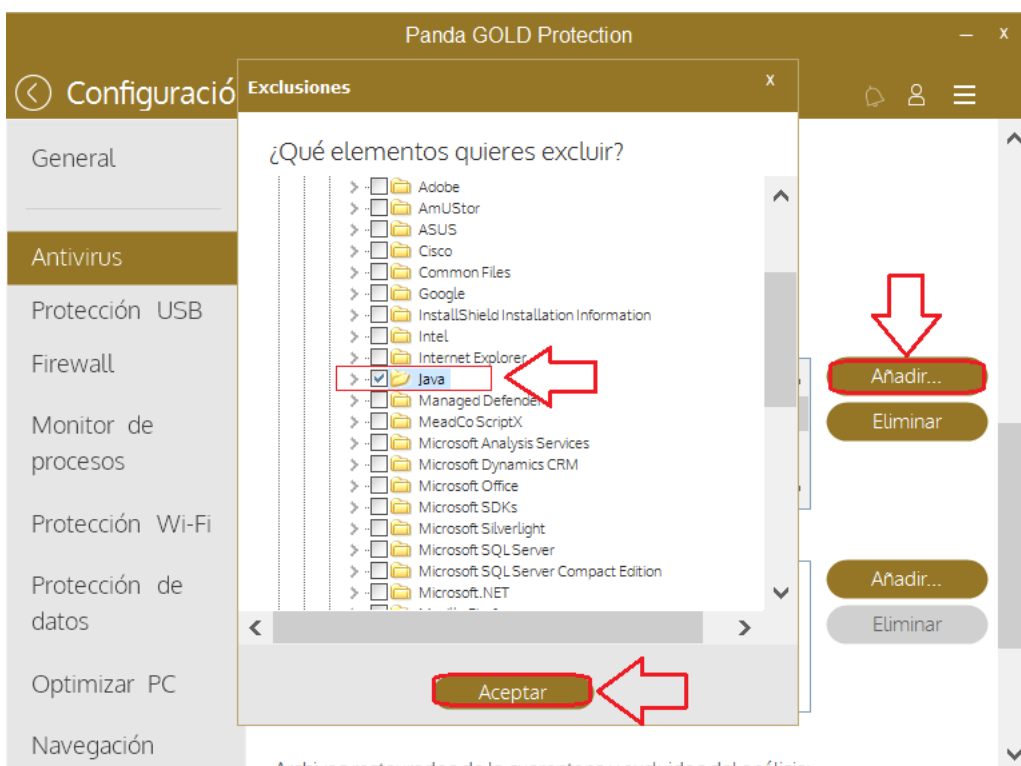 Panda GOLD Protection
Configuració
General
Antivirus
Protección USB
Firewall
Monitor de
procesos
Protección Wi-Fi
Protección de
datos
Optimizar PC
Navegación
Exclusiones
x
¿Qué elementos quieres excluir?
Adobe
AmUStor
ASUS
Cisco
Common Files
Google
InstallShield Installation Information
Intel
Internet Explorer
Java
Managed Defender
MeadCo ScriptX
Microsoft Analysis Services
Microsoft Dynamics CRM
Microsoft Office
Microsoft SDKs
Microsoft Silverlight
Microsoft SQL Server
Microsoft SQL Server Compact Edition
Microsoft.NET
Aceptar
Añadir...
Eliminar
Añadir...
Eliminar